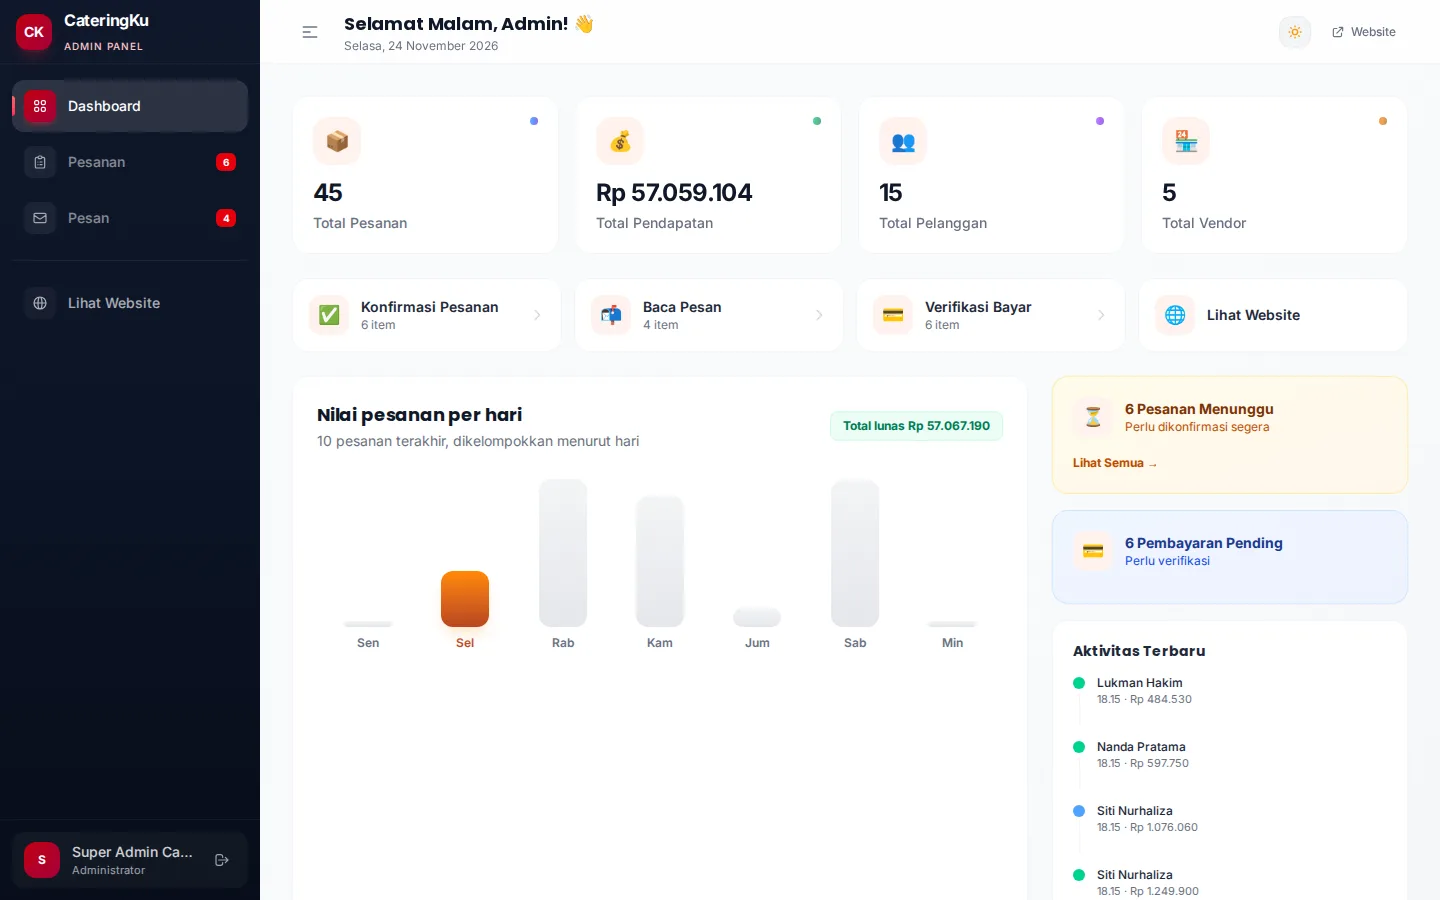 CK
CateringKu
ADMIN PANEL
Dashboard
Pesanan
6
Pesan
4
Lihat Website
S
Super Admin Ca...
Administrator
Selamat Malam, Admin! 👋
Selasa, 24 November 2026
Website
45
Total Pesanan
Rp 57.059.104
Total Pendapatan
15
Total Pelanggan
5
Total Vendor
Konfirmasi Pesanan
6 item
Baca Pesan
4 item
Verifikasi Bayar
6 item
Lihat Website
Nilai pesanan per hari
10 pesanan terakhir, dikelompokkan menurut hari
Total lunas Rp 57.067.190
Sen
Sel
Rab
Kam
Jum
Sab
Min
6 Pesanan Menunggu
Perlu dikonfirmasi segera
Lihat Semua →
6 Pembayaran Pending
Perlu verifikasi
Aktivitas Terbaru
Lukman Hakim
18.15 · Rp 484.530
Nanda Pratama
18.15 · Rp 597.750
Siti Nurhaliza
18.15 · Rp 1.076.060
Siti Nurhaliza
18.15 · Rp 1.249.900